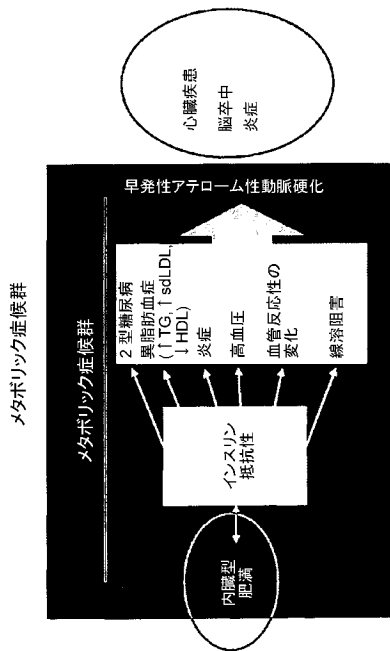 メタボリック症候群
メタボリック症候群
内臓型
肥満
インスリン
抵抗性
2型糖尿病
異脂肪血症
(↑TG, ↑sdLDL,
↓HDL)
炎症
高血圧
血管反応性の
変化
線溶阻害
早発性アテローム性動脈硬化
心臓疾患
脳卒中
炎症